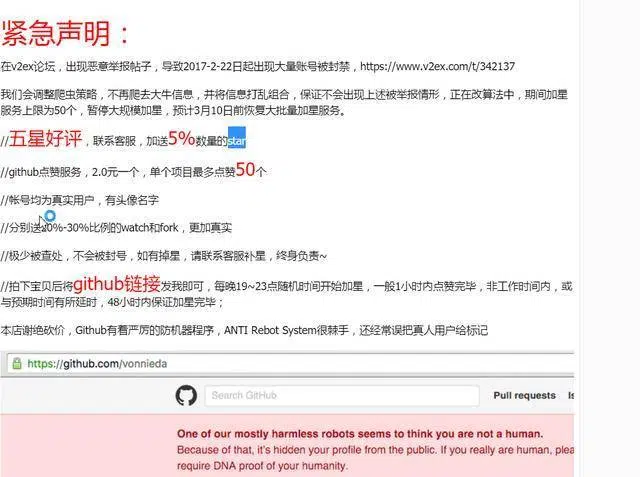 紧急声明：
在v2ex论坛，出现恶意举报帖子，导致2017-2-22日起出现大量账号被封禁，https://www.v2ex.com/t/342137
我们会调整爬虫策略，不再爬去大牛信息，并将信息打乱组合，保证不会出现上述被举报情形，正在改算法中，期间加星
服务上限为50个，暂停大规模加星，预计3月10日前恢复大批量加星服务。
//五星好评，联系客服，加送5%数量的star
//github点赞服务，2.0元一个，单个项目最多点赞50个
//帐号均为真实用户，有头像名字
//分别送20%-30%比例的watch和fork，更加真实
//极少被查处，不会被封号，如有掉星，请联系客服补星，终身负责~
//拍下宝贝后将github链接发我即可，每晚19~23点随机时间开始加星，一般1小时内点赞完毕，非工作时间内，或
与预期时间有所延时，48小时内保证加星完毕；
本店谢绝砍价，Github有着严厉的防机器程序，ANTI Rebot System很棘手，还经常误把真人用户给标记
https://github.com/vonnieda
Search GitHub
Pull requests Is
One of our mostly harmless robots seems to think you are not a human.
Because of that, it's hidden your profile from the public. If you really are human, plea
require DNA proof of your humanity.